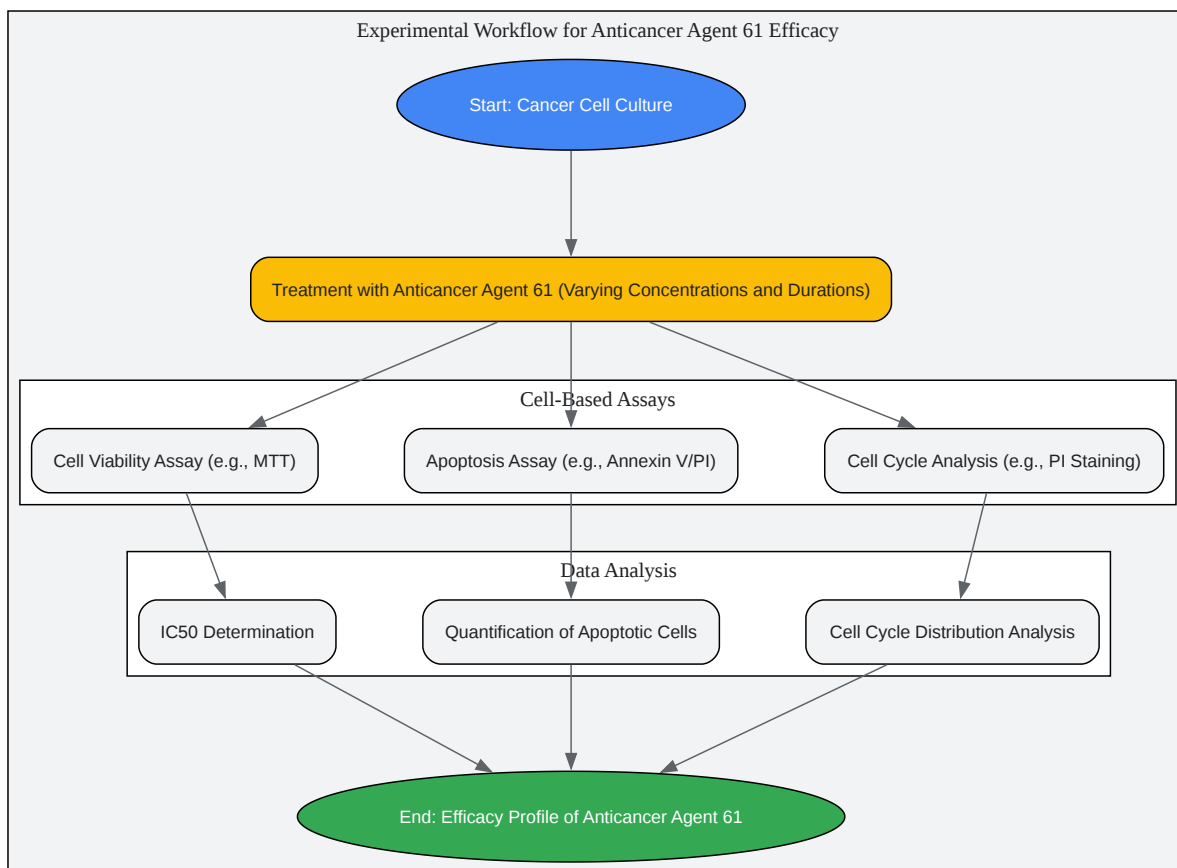 Experimental Workflow for Anticancer Agent 61 Efficacy
Start: Cancer Cell Culture
Treatment with Anticancer Agent 61 (Varying Concentrations and Durations)
Cell-Based Assays
Cell Viability Assay (e.g., MTT)
Apoptosis Assay (e.g., Annexin V/PI)
Cell Cycle Analysis (e.g., PI Staining)
Data Analysis
IC50 Determination
Quantification of Apoptotic Cells
Cell Cycle Distribution Analysis
End: Efficacy Profile of Anticancer Agent 61